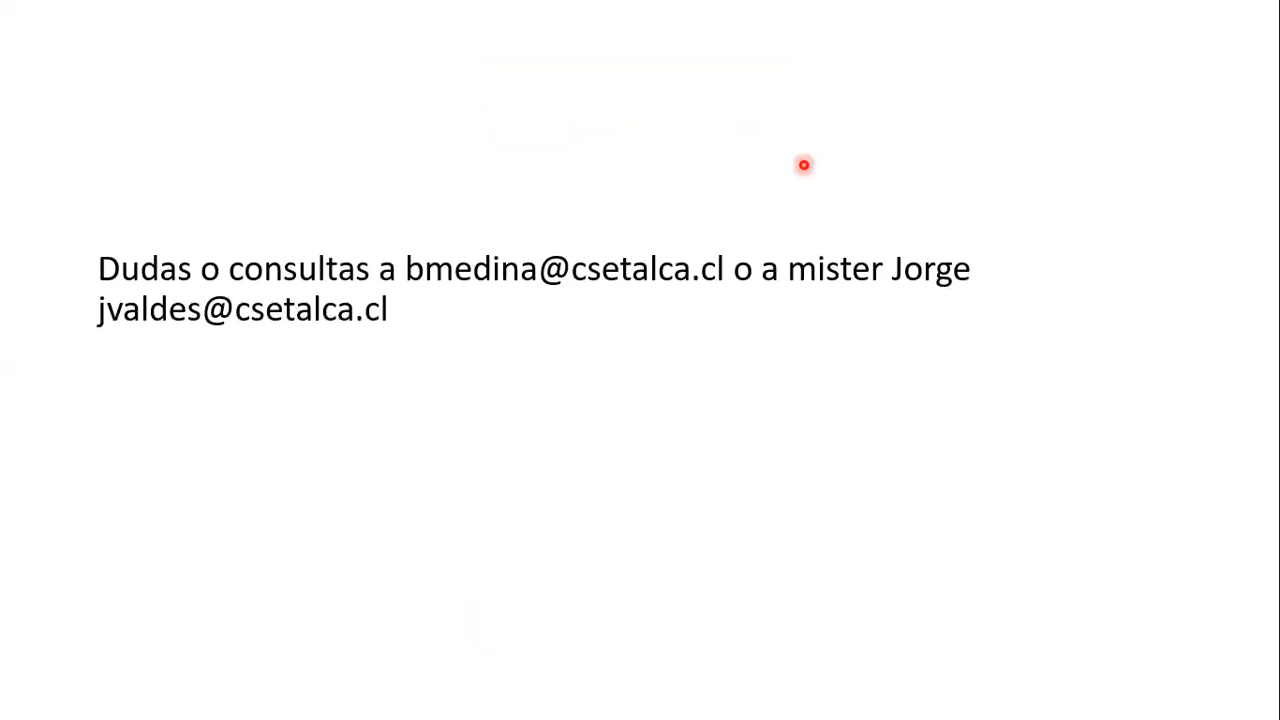 Dudas o consultas a bmedina@csetalca.cl o a mister Jorge
jvaldes@csetalca.cl